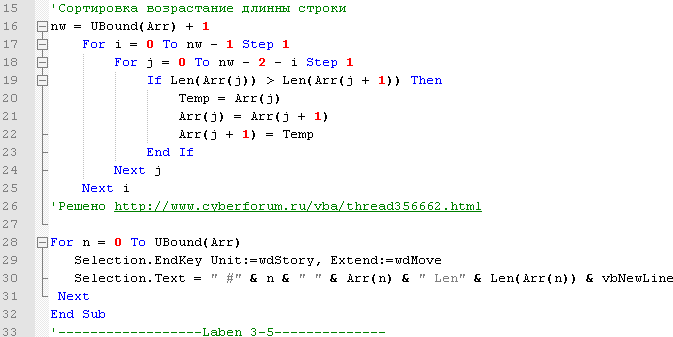 15 'Сортировка возрастание длинны строки
16 nw = UBound(Arr) + 1
17 For i = 0 To nw - 1 Step 1
18 For j = 0 To nw - 2 - i Step 1
19 If Len(Arr(j)) > Len(Arr(j + 1)) Then
20 Temp = Arr(j)
21 Arr(j) = Arr(j + 1)
22 Arr(j + 1) = Temp
23 End If
24 Next j
25 Next i
26 'Решено http://www.cyberforum.ru/vba/thread356662.html
27
28 For n = 0 To UBound(Arr)
29 Selection.EndKey Unit:=wdStory, Extend:=wdMove
30 Selection.Text = " #" & n & " " & Arr(n) & " Len" & Len(Arr(n)) & vbNewLine
31 Next
32 End Sub
33 '------------------Laben 3-5--------------